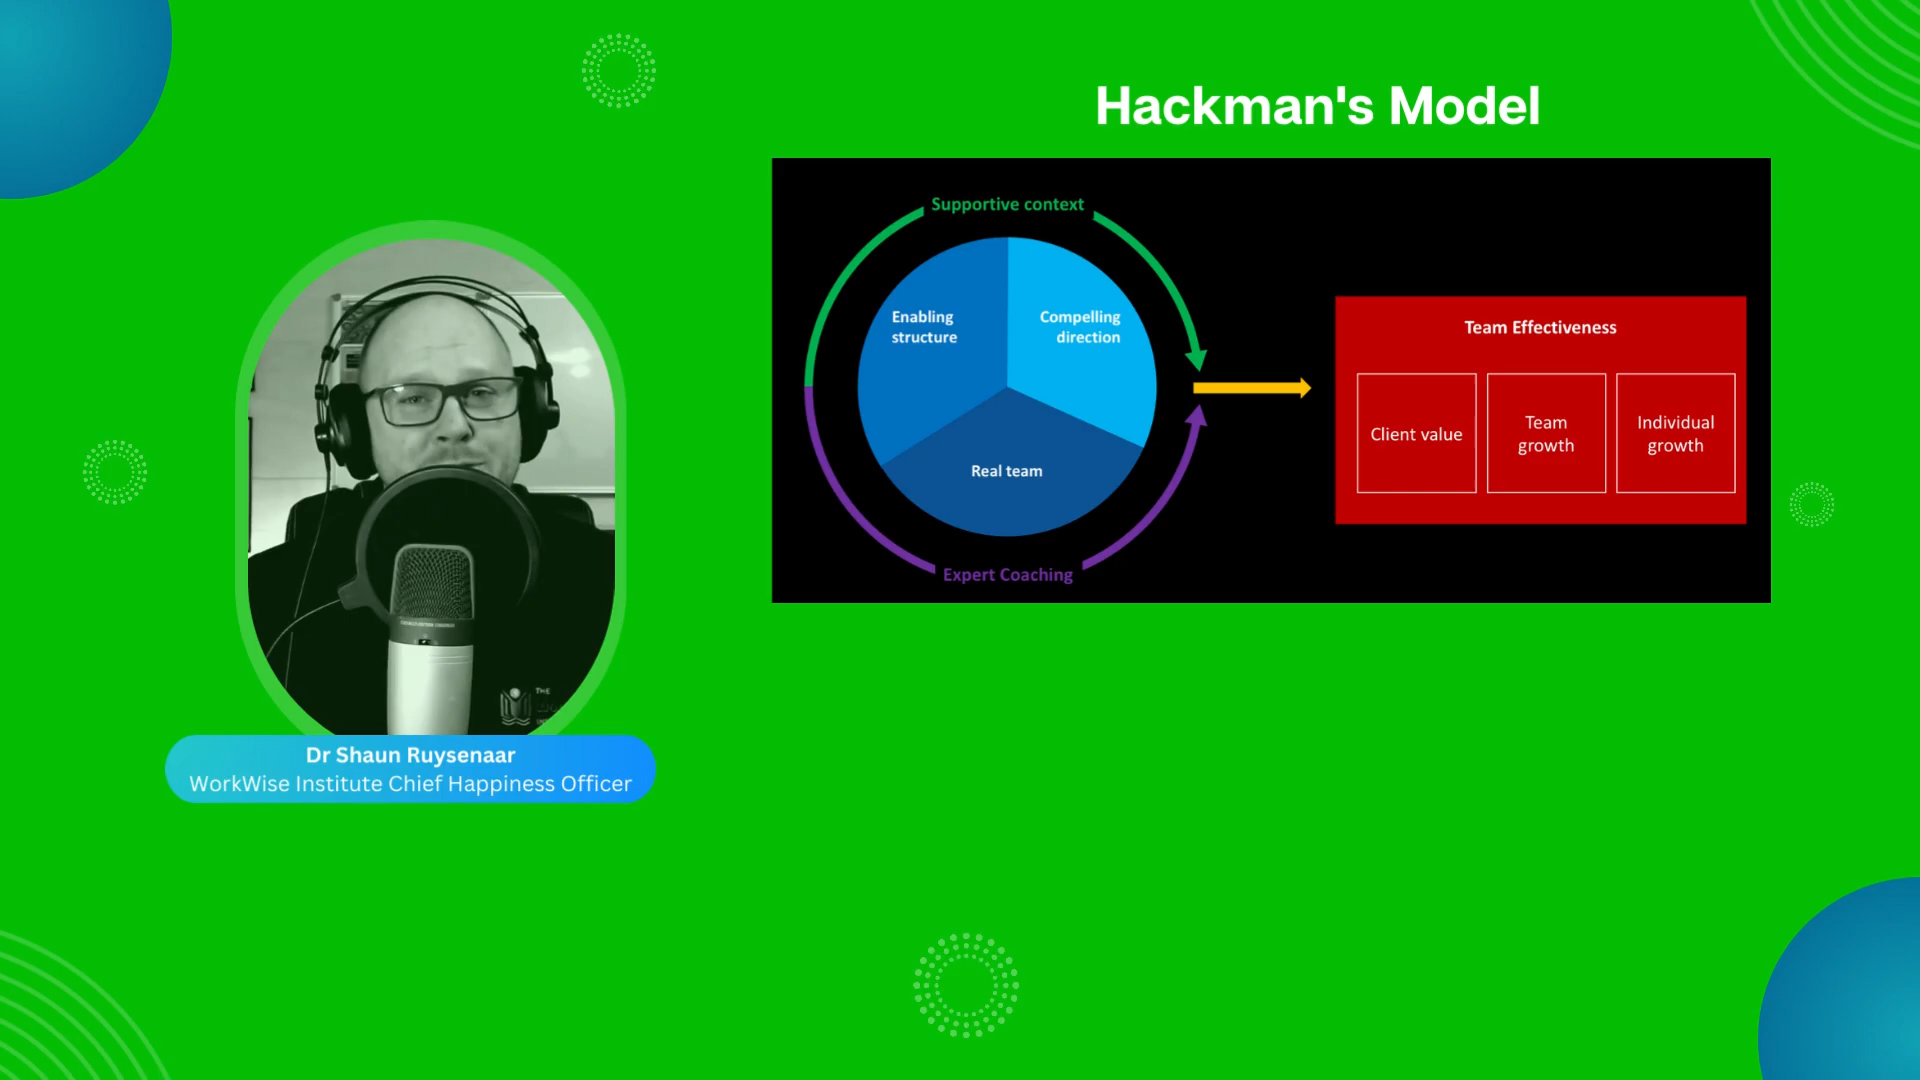 Hackman's Model
Supportive context
Enabling
structure
Compelling
direction
Real team
Expert Coaching
Team Effectiveness
Client value
Team
growth
Individual
growth
THE
Dr Shaun Ruysenaar
WorkWise Institute Chief Happiness Officer